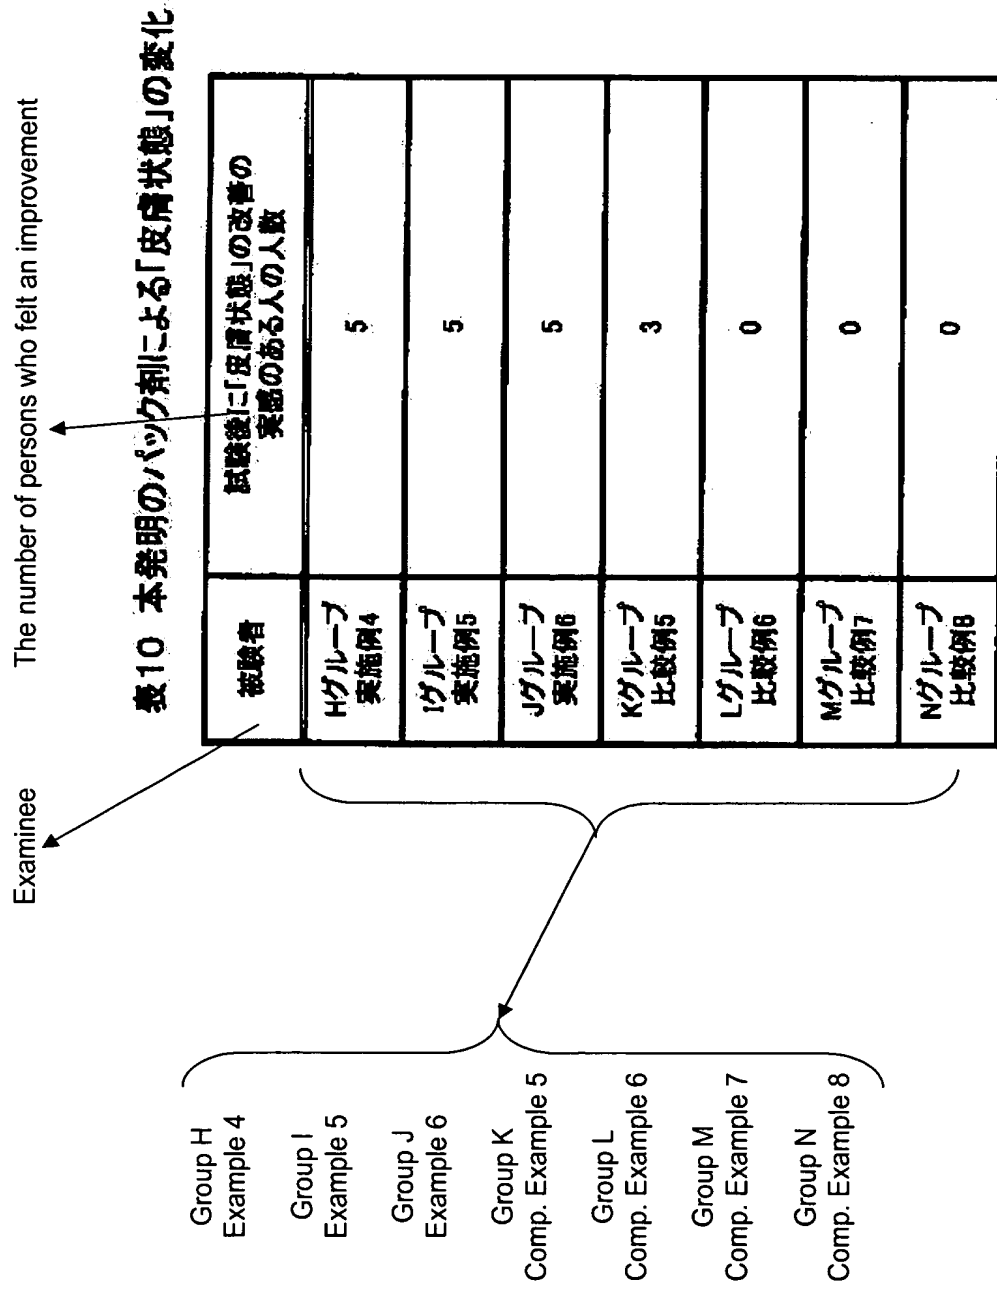 The number of persons who felt an improvement
Examinee
表10 本発明のパック剤による「皮膚状態」の変化
被験者
試験後に「皮膚状態」の改善の
実感のある人の人数
Hグループ
実施例4
5
Iグループ
実施例5
5
Jグループ
実施例6
5
Kグループ
比較例5
3
Lグループ
比較例6
0
Mグループ
比較例7
0
Nグループ
比較例8
0
Group H
Example 4
Group I
Example 5
Group J
Example 6
Group K
Comp. Example 5
Group L
Comp. Example 6
Group M
Comp. Example 7
Group N
Comp. Example 8